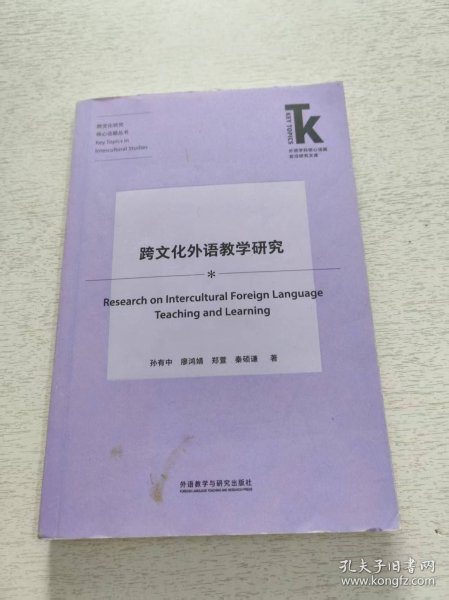 跨文化研究
核心话题丛书
Key Topics in
Intercultural Studies
TK
KEY TOPICS
外语学科核心话题
前沿研究文库
跨文化外语教学研究
*
Research on Intercultural Foreign Language
Teaching and Learning
孙有中 廖鸿婧 郑萱 秦硕谦 著
外语教学与研究出版社
FOREIGN LANGUAGE TEACHING AND RESEARCH PRESS
孔夫子旧书网
www.kongfz.com